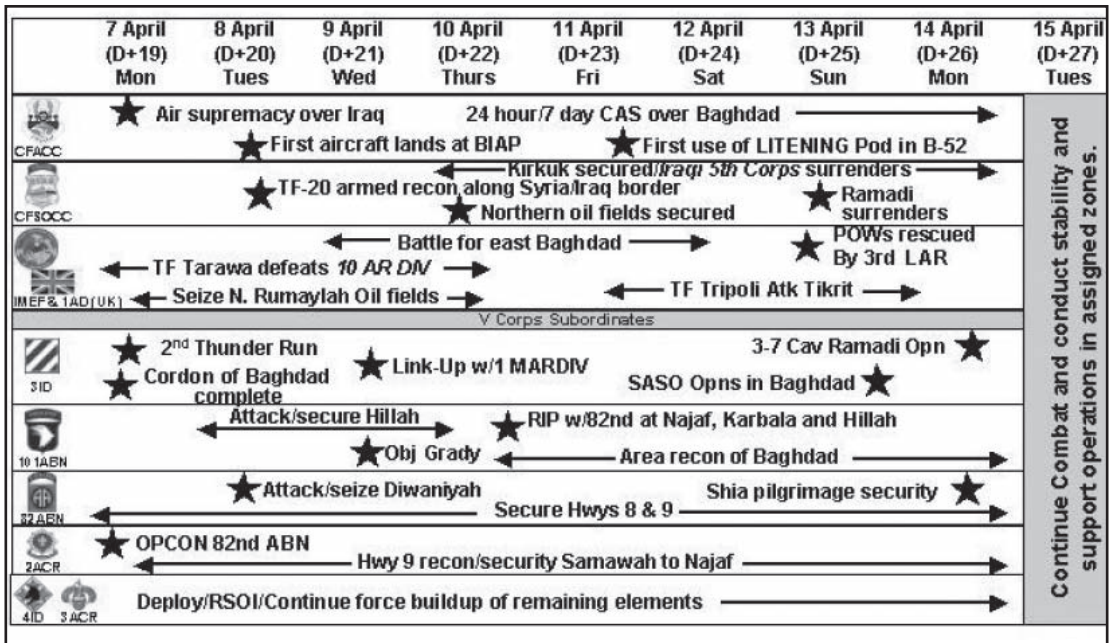 7 April 8 April 9 April 10 April 11 April 12 April 13 April 14 April 15 April
(D+19) (D+20) (D+21) (D+22) (D+23) (D+24) (D+25) (D+26) (D+27)
Mon Tues Wed Thurs Fri Sat Sun Mon Tues
CFACC
Air supremacy over Iraq 24 hour/7 day CAS over Baghdad
First aircraft lands at BIAP First use of LITENING Pod in B-52
CFSOCC
Kirkuk secured/Iraqi 5th Corps surrenders
TF-20 armed recon along Syria/Iraq border Ramadi
Northern oil fields secured surrenders
IMEF & 1AD(UK)
Battle for east Baghdad POWs rescued
By 3rd LAR
TF Tarawa defeats 10 AR DIV
Seize N. Rumaylah Oil fields TF Tripoli Atk Tikrit
V Corps Subordinates
3ID
2nd Thunder Run 3-7 Cav Ramadi Opn
Cordon of Baghdad Link-Up w/1 MARDIV SASO Opns in Baghdad
complete
101ABN
Attack/secure Hillah RIP w/82nd at Najaf, Karbala and Hillah
Obj Grady Area recon of Baghdad
82ABN
Attack/seize Diwaniyah Shia pilgrimage security
Secure Hwys 8 & 9
2ACR
OPCON 82nd ABN
Hwy 9 recon/security Samawah to Najaf
4ID 3ACR
Deploy/RSOI/Continue force buildup of remaining elements
Continue Combat and conduct stability and
support operations in assigned zones.